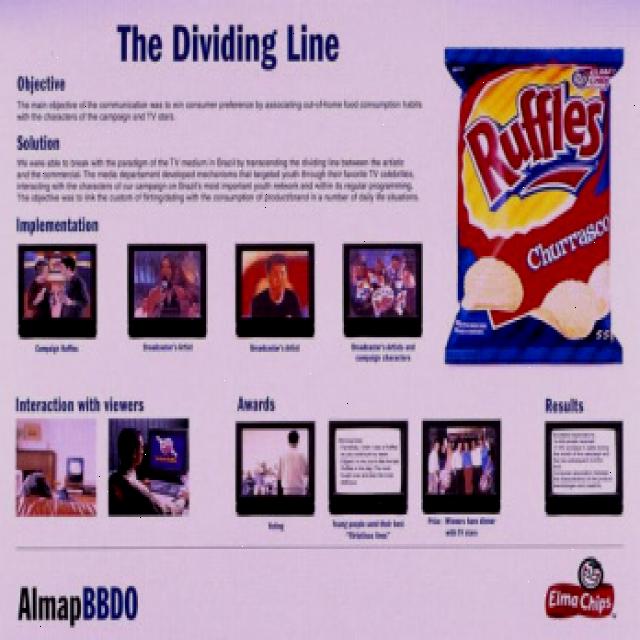 The Dividing Line
Objective
The main objective of the communication was to win consumer preference by associating out-of-home food consumption habits
with the characters of the campaign and TV stars.
Solution
We were able to break with the paradigm of the TV medium in Brazil by transcending the dividing line between the artistic
and the commercial. The media departement developed mechanisms that targeted youth through their favorite TV celebrities,
interacting with the characters of our campaign on Brazil's most important youth network and within its regular programming.
The objective was to link the custom of flirting/dating with the consumption of product/brand in a number of daily life situations.
Implementation
Campaign Ruffles
Broadcaster's Artist
Broadcaster's Artist
Broadcaster's Artists and
campaign characters
Ruffles
Churrasco
55
Interaction with viewers
Awards
Results
Voting
Young people send their best
"flirtatious lines"
Prize: Winners have dinner
with TV stars
AlmapBBDO
Elma Chips